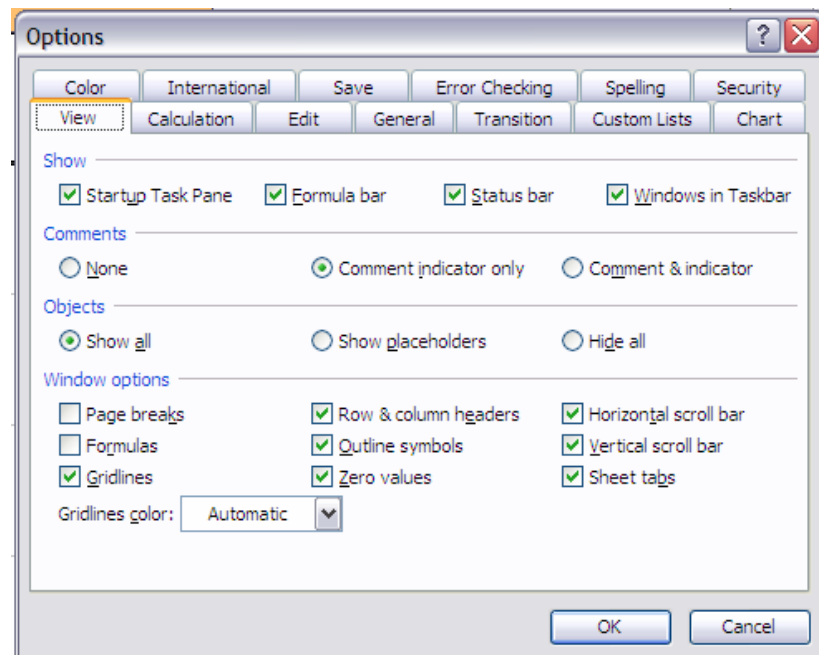 Options
Color International Save Error Checking Spelling Security
View Calculation Edit General Transition Custom Lists Chart
Show
Startup Task Pane Formula bar Status bar Windows in Taskbar
Comments
None Comment indicator only Comment & indicator
Objects
Show all Show placeholders Hide all
Window options
Page breaks Row & column headers Horizontal scroll bar
Formulas Outline symbols Vertical scroll bar
Gridlines Zero values Sheet tabs
Gridlines color: Automatic
OK Cancel